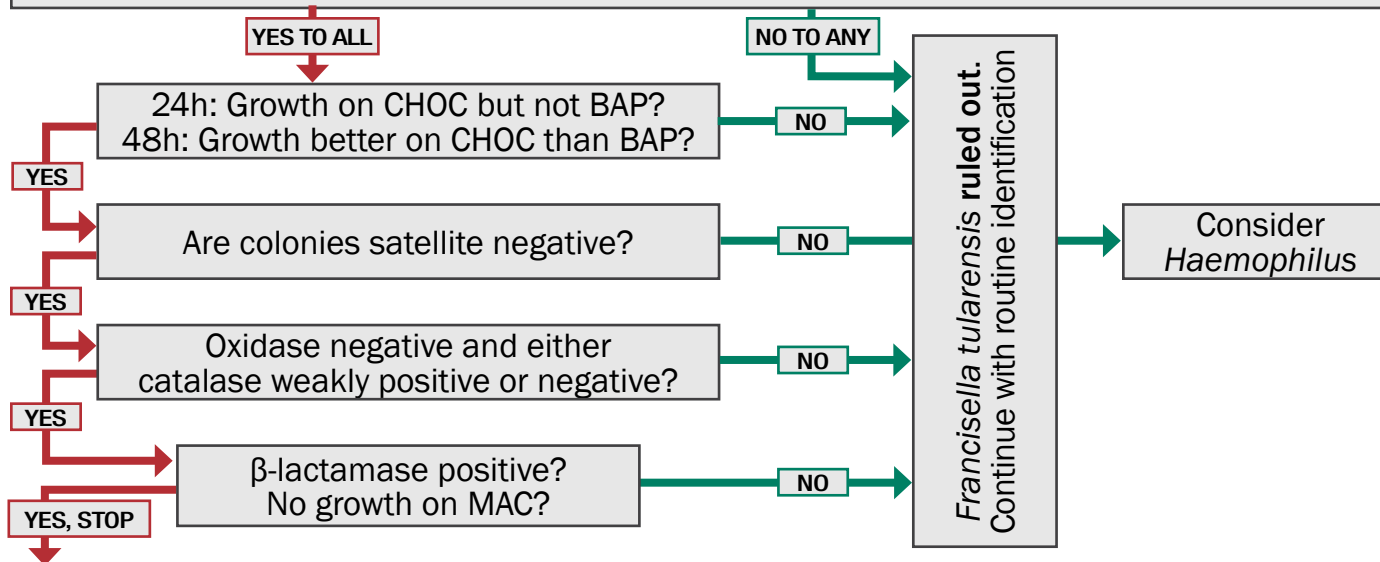 YES TO ALL
NO TO ANY
24h: Growth on CHOC but not BAP?
48h: Growth better on CHOC than BAP?
NO
YES
Are colonies satellite negative?
NO
YES
Oxidase negative and either
catalase weakly positive or negative?
NO
YES
β-lactamase positive?
No growth on MAC?
NO
YES, STOP
Francisella tularensis ruled out.
Continue with routine identification
Consider
Haemophilus